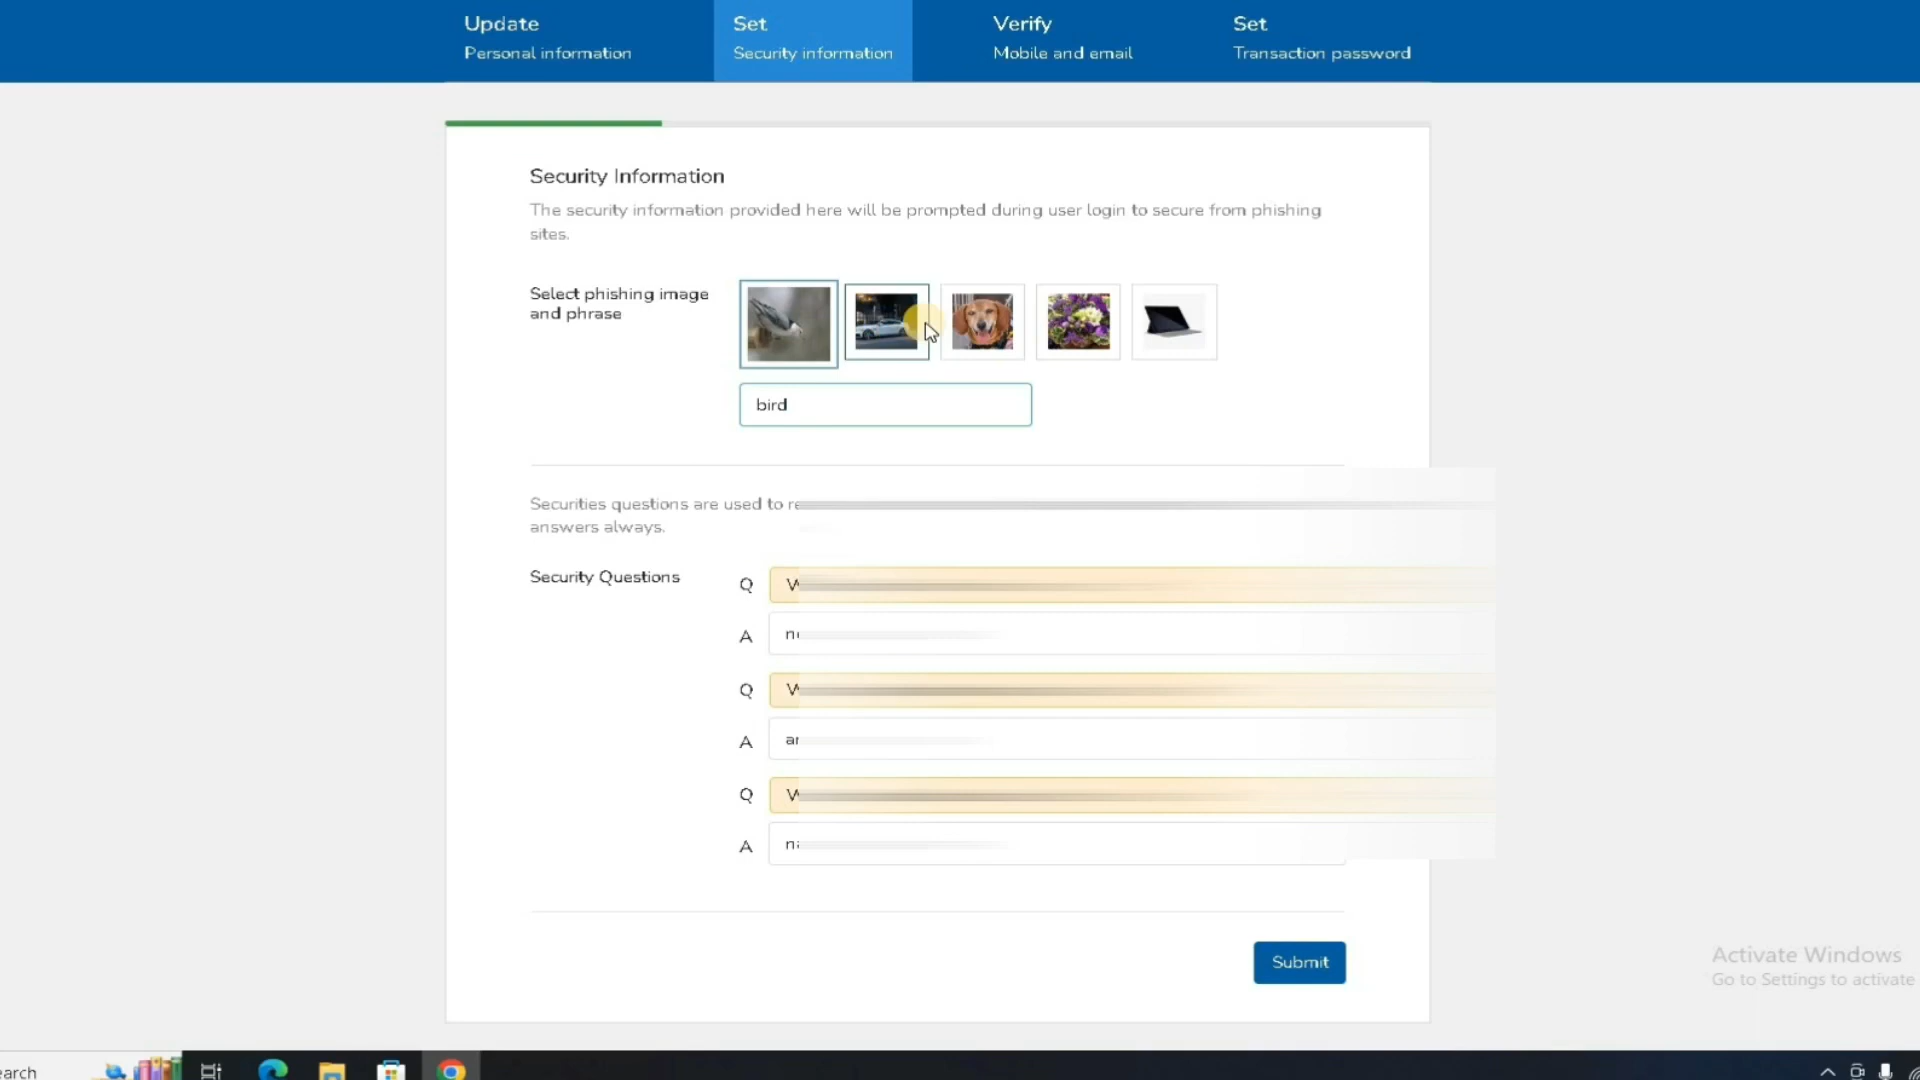 Update
Personal information
Set
Security information
Verify
Mobile and email
Set
Transaction password
Security Information
The security information provided here will be prompted during user login to secure from phishing
sites.
Select phishing image
and phrase
bird
Securities questions are used to
answers always.
Security Questions
Q
A
Q
A
Q
A
Submit
Activate Windows
Go to Settings to activate